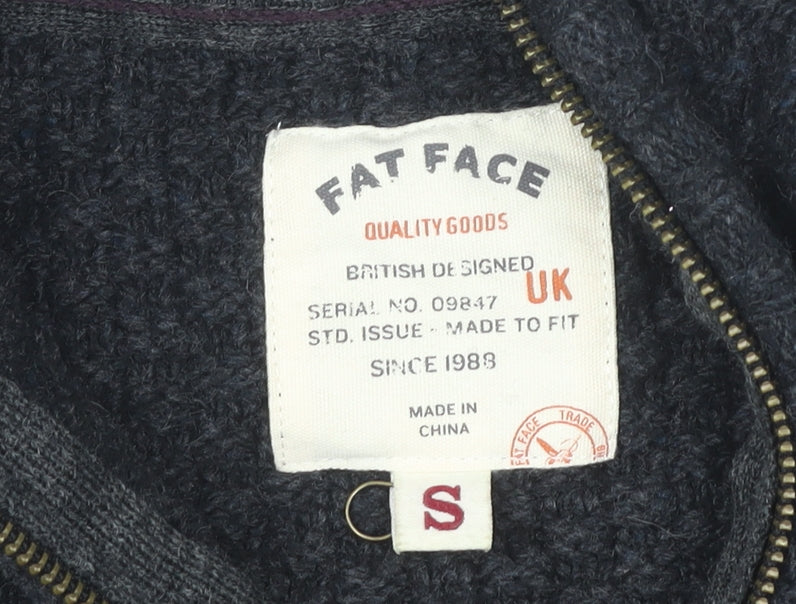 FAT FACE
QUALITY GOODS
BRITISH DESIGNED
UK
SERIAL NO. 09847
STD. ISSUE - MADE TO FIT
SINCE 1988
MADE IN
CHINA
FAT FACE TRADE
S